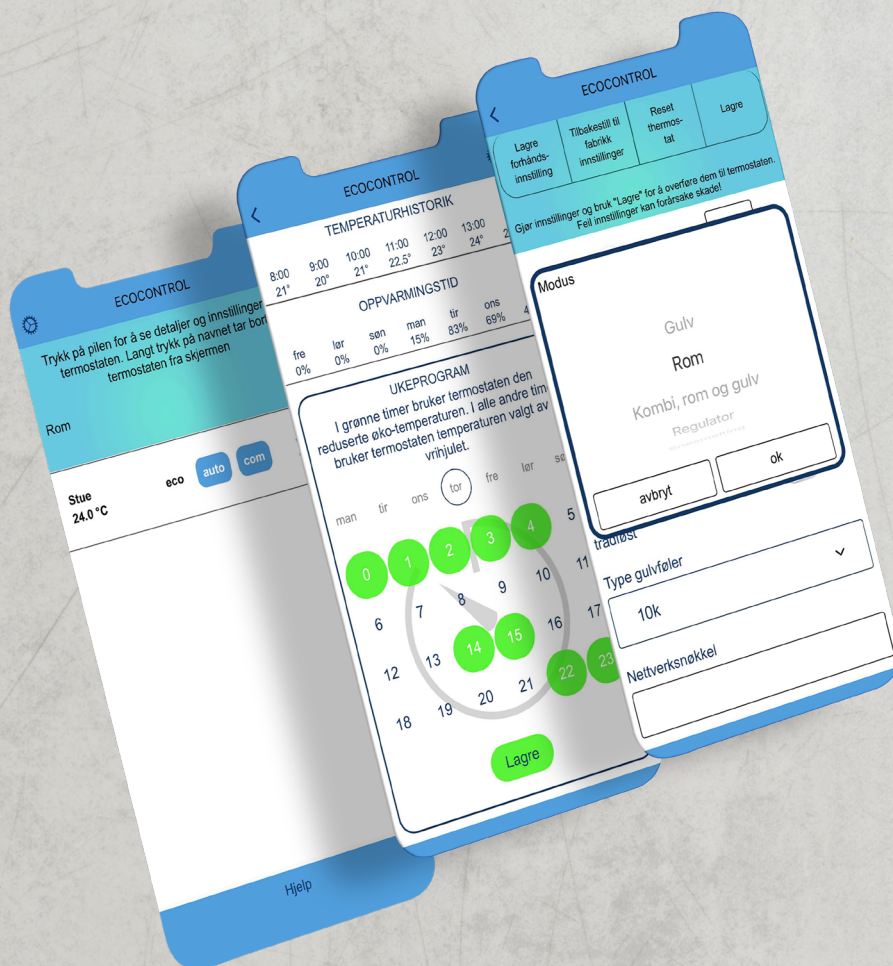 ECOCONTROL
Trykk på pilen for å se detaljer og innstillinger
termostaten. Langt trykk på navnet tar bort
termostaten fra skjermen
Rom
Stue
24.0 °C
eco auto com
Hjelp
ECOCONTROL
TEMPERATURHISTORIK
8:00 9:00 10:00 11:00 12:00 13:00
21° 20° 21° 22.5° 23° 24° 2
OPPVARMINGSTID
fre lør søn man tir ons
0% 0% 0% 15% 83% 69% 4
UKEPROGRAM
I grønne timer bruker termostaten den
reduserte øko-temperaturen. I alle andre tim
bruker termostaten temperaturen valgt av
vrihjulet.
man tir ons tor fre lør sø
0 1 2 3 4 5
6 7 8 9 10 11
12 13 14 15 16 17
18 19 20 21 22 23
Lagre
ECOCONTROL
Lagre
forhånds-
innstilling
Tilbakestill til
fabrikk
innstillinger
Reset
thermos-
tat
Lagre
Gjør innstillinger og bruk "Lagre" for å overføre dem til termostaten.
Feil innstillinger kan forårsake skade!
Modus
Gulv
Rom
Kombi, rom og gulv
Regulator
avbryt ok
trådløst
Type gulvføler
10k
Nettverksnøkkel